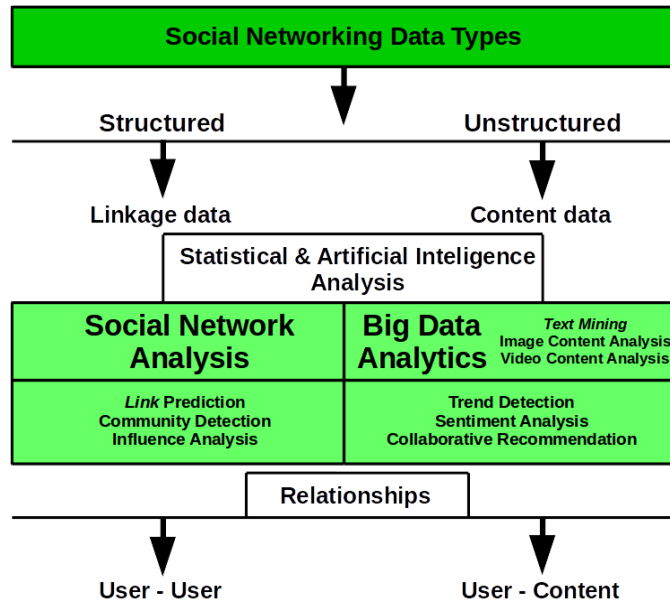 Social Networking Data Types
Structured
Unstructured
Linkage data
Content data
Statistical & Artificial Inteligence
Analysis
Social Network
Analysis
Big Data
Analytics
Text Mining
Image Content Analysis
Video Content Analysis
Link Prediction
Community Detection
Influence Analysis
Trend Detection
Sentiment Analysis
Collaborative Recommendation
Relationships
User - User
User - Content